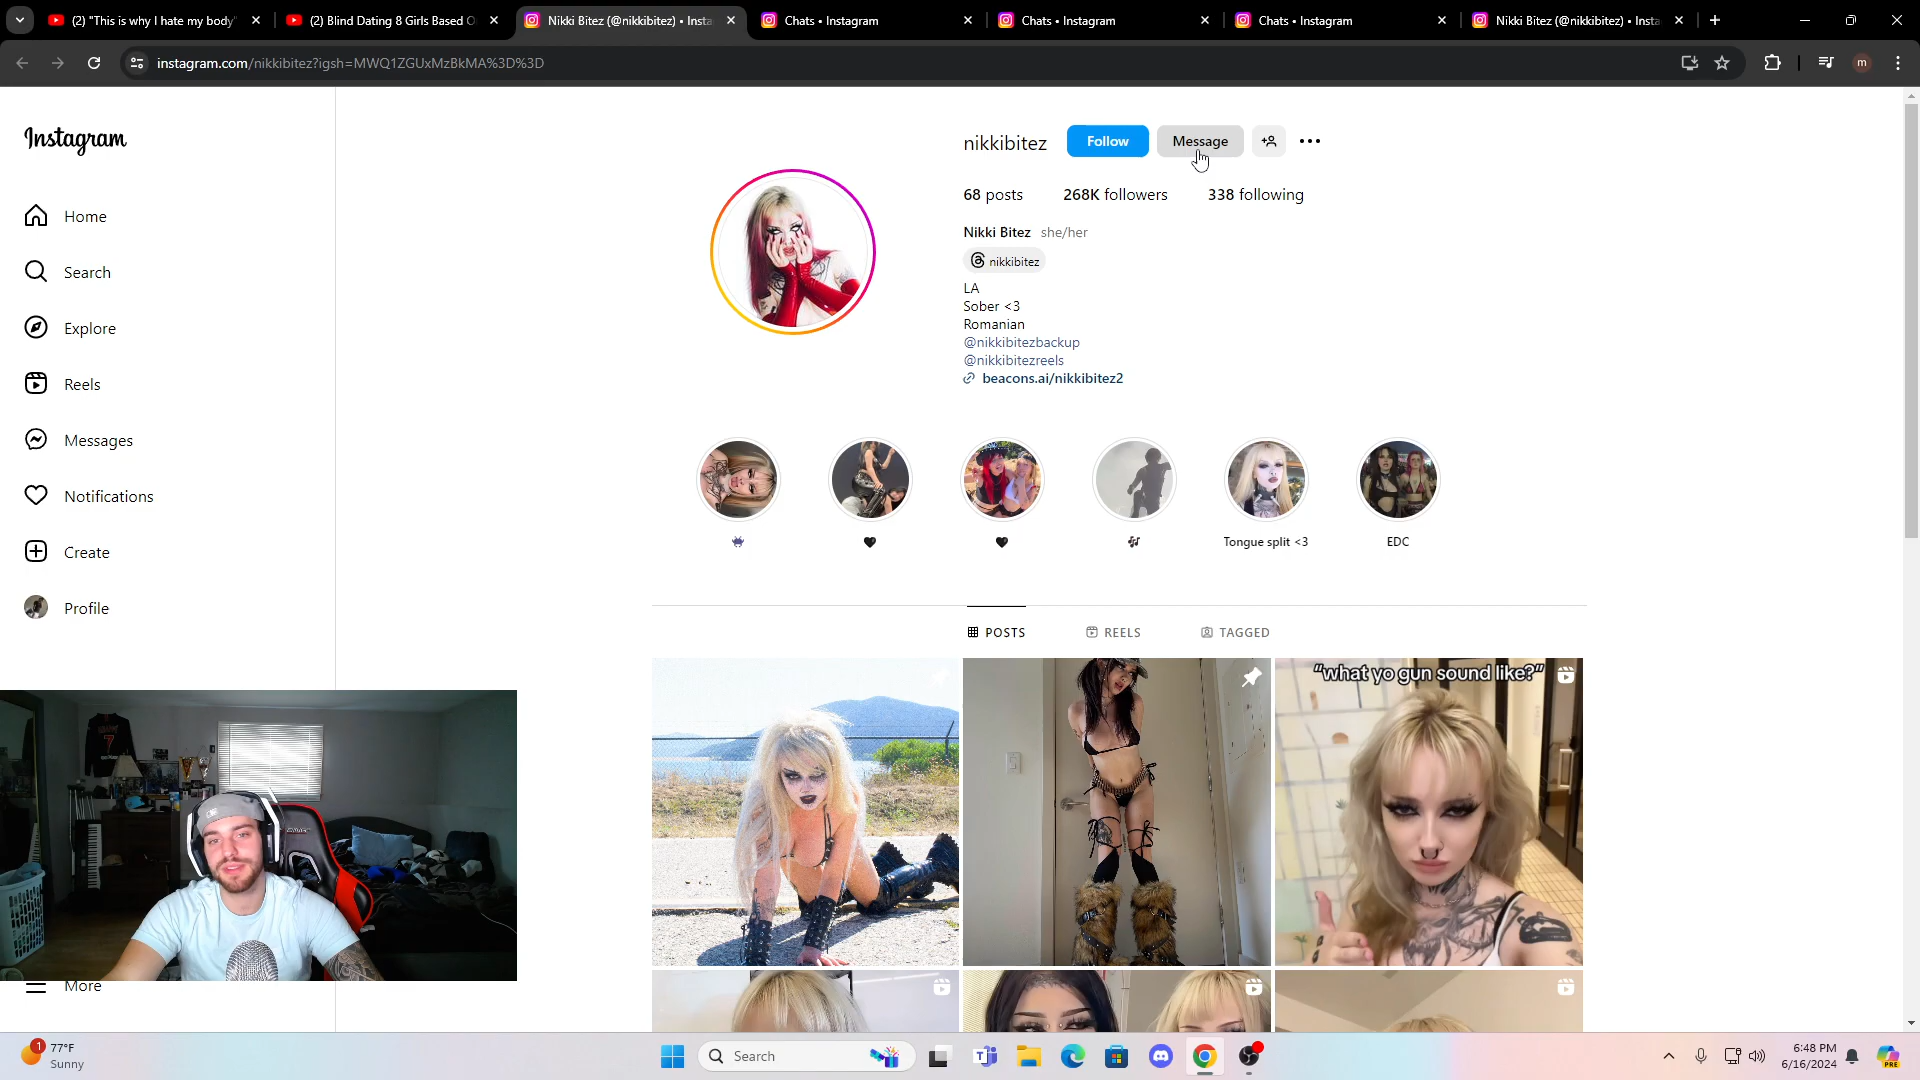 (2) "This is why I hate my body"
(2) Blind Dating 8 Girls Based O
Nikki Bitez (@nikkibitez) • Insta
Chats • Instagram
Chats • Instagram
Chats • Instagram
Nikki Bitez (@nikkibitez) • Insta
instagram.com/nikkibitez?igsh=MWQ1ZGUxMzBkMA%3D%3D
m
Instagram
Home
Search
Explore
Reels
Messages
Notifications
Create
Profile
More
nikkibitez
Follow
Message
68 posts
268K followers
338 following
Nikki Bitez she/her
nikkibitez
LA
Sober <3
Romanian
@nikkibitezbackup
@nikkibitezreels
beacons.ai/nikkibitez2
Tongue split <3
EDC
POSTS
REELS
TAGGED
"what yo gun sound like?"
7
1
77°F
Sunny
Search
6:48 PM
6/16/2024
PRE